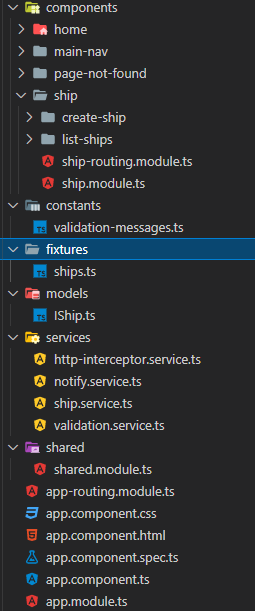 components
home
main-nav
page-not-found
ship
create-ship
list-ships
ship-routing.module.ts
ship.module.ts
constants
TS validation-messages.ts
fixtures
TS ships.ts
models
TS IShip.ts
services
http-interceptor.service.ts
notify.service.ts
ship.service.ts
validation.service.ts
shared
shared.module.ts
app-routing.module.ts
app.component.css
app.component.html
app.component.spec.ts
app.component.ts
app.module.ts